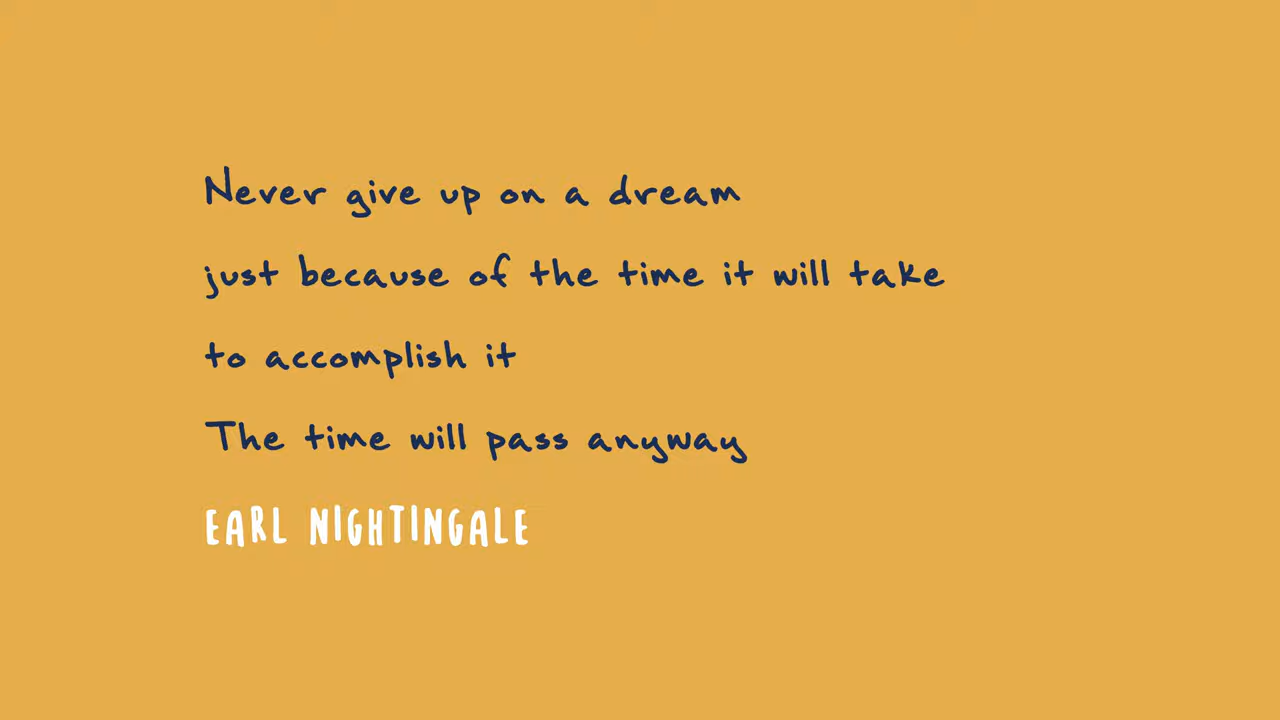 Never give up on a dream
just because of the time it will take
to accomplish it
The time will pass anyway
EARL NIGHTINGALE